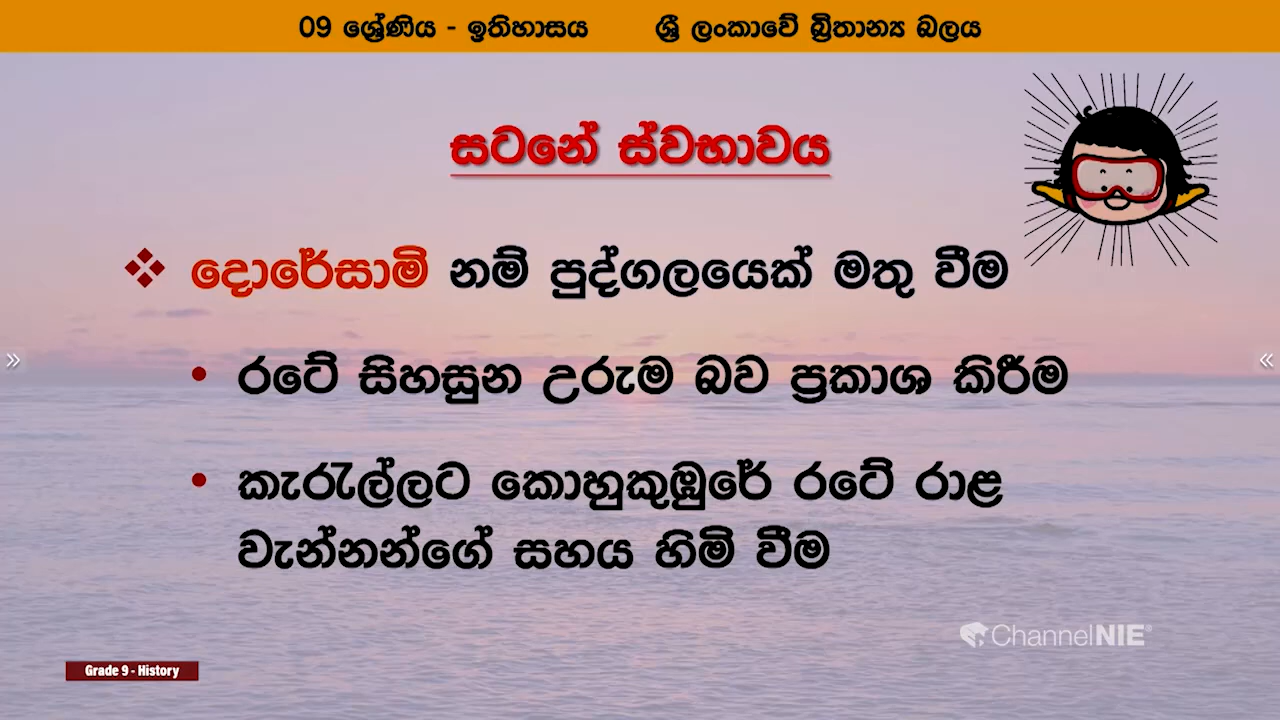 09 ශ්‍රේණිය - ඉතිහාසය ශ්‍රී ලංකාවේ බ්‍රිතාන්‍ය බලය
සටනේ ස්වභාවය
❖ දොරේසාමි නම් පුද්ගලයෙක් මතු වීම
• රටේ සිහසුන උරුම බව ප්‍රකාශ කිරීම
• කැරැල්ලට කොහුකුඹුරේ රටේ රාළ
වැන්නන්ගේ සහය හිමි වීම
ChannelNIE
Grade 9 - History